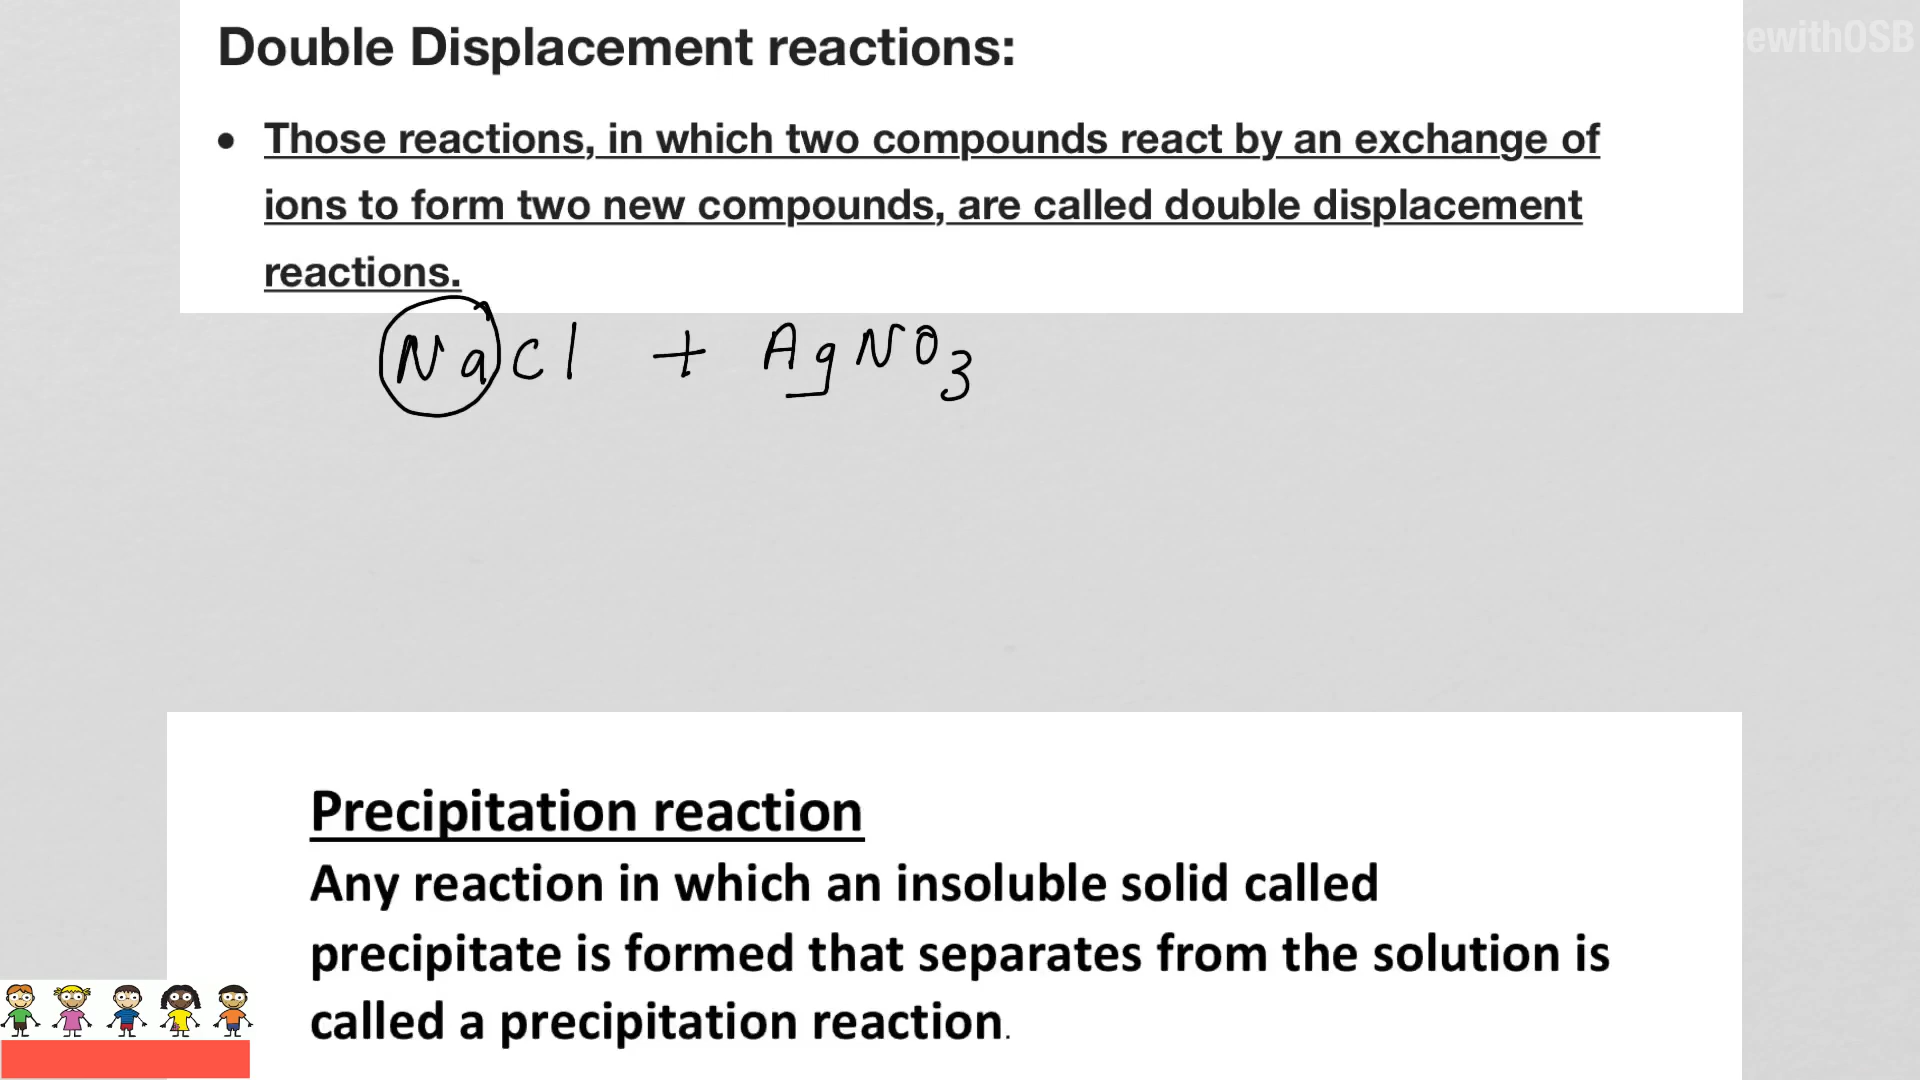 Double Displacement reactions:
ewithOSB
• Those reactions, in which two compounds react by an exchange of
ions to form two new compounds, are called double displacement
reactions.
NaCl + AgNO₃
Precipitation reaction
Any reaction in which an insoluble solid called
precipitate is formed that separates from the solution is
called a precipitation reaction.